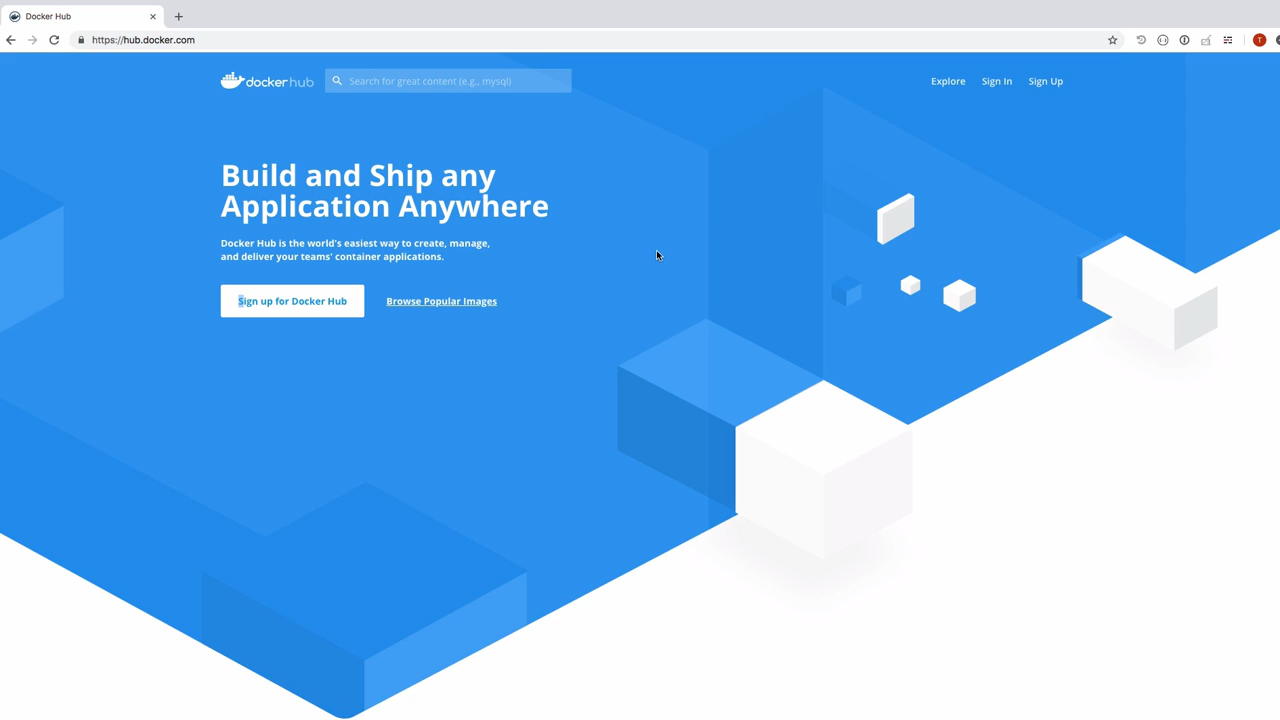 Docker Hub
https://hub.docker.com
dockerhub
Search for great content (e.g., mysql)
Explore
Sign In
Sign Up
Build and Ship any
Application Anywhere
Docker Hub is the world's easiest way to create, manage,
and deliver your teams' container applications.
Sign up for Docker Hub
Browse Popular Images
T